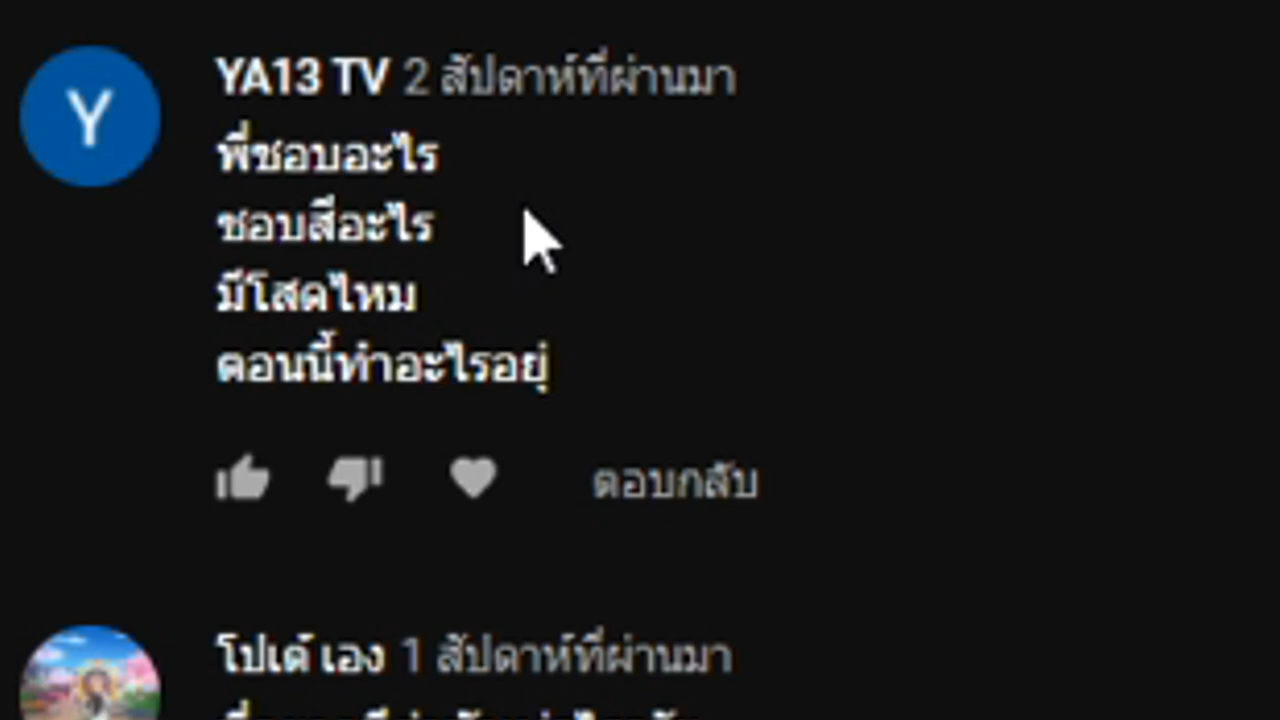 Y
YA13 TV 2 สัปดาห์ที่ผ่านมา
พี่ชอบอะไร
ชอบสีอะไร
มีโสดไหม
ตอนนี้ทำอะไรอยุ่
ตอบกลับ
โปเต้ เอง 1 สัปดาห์ที่ผ่านมา